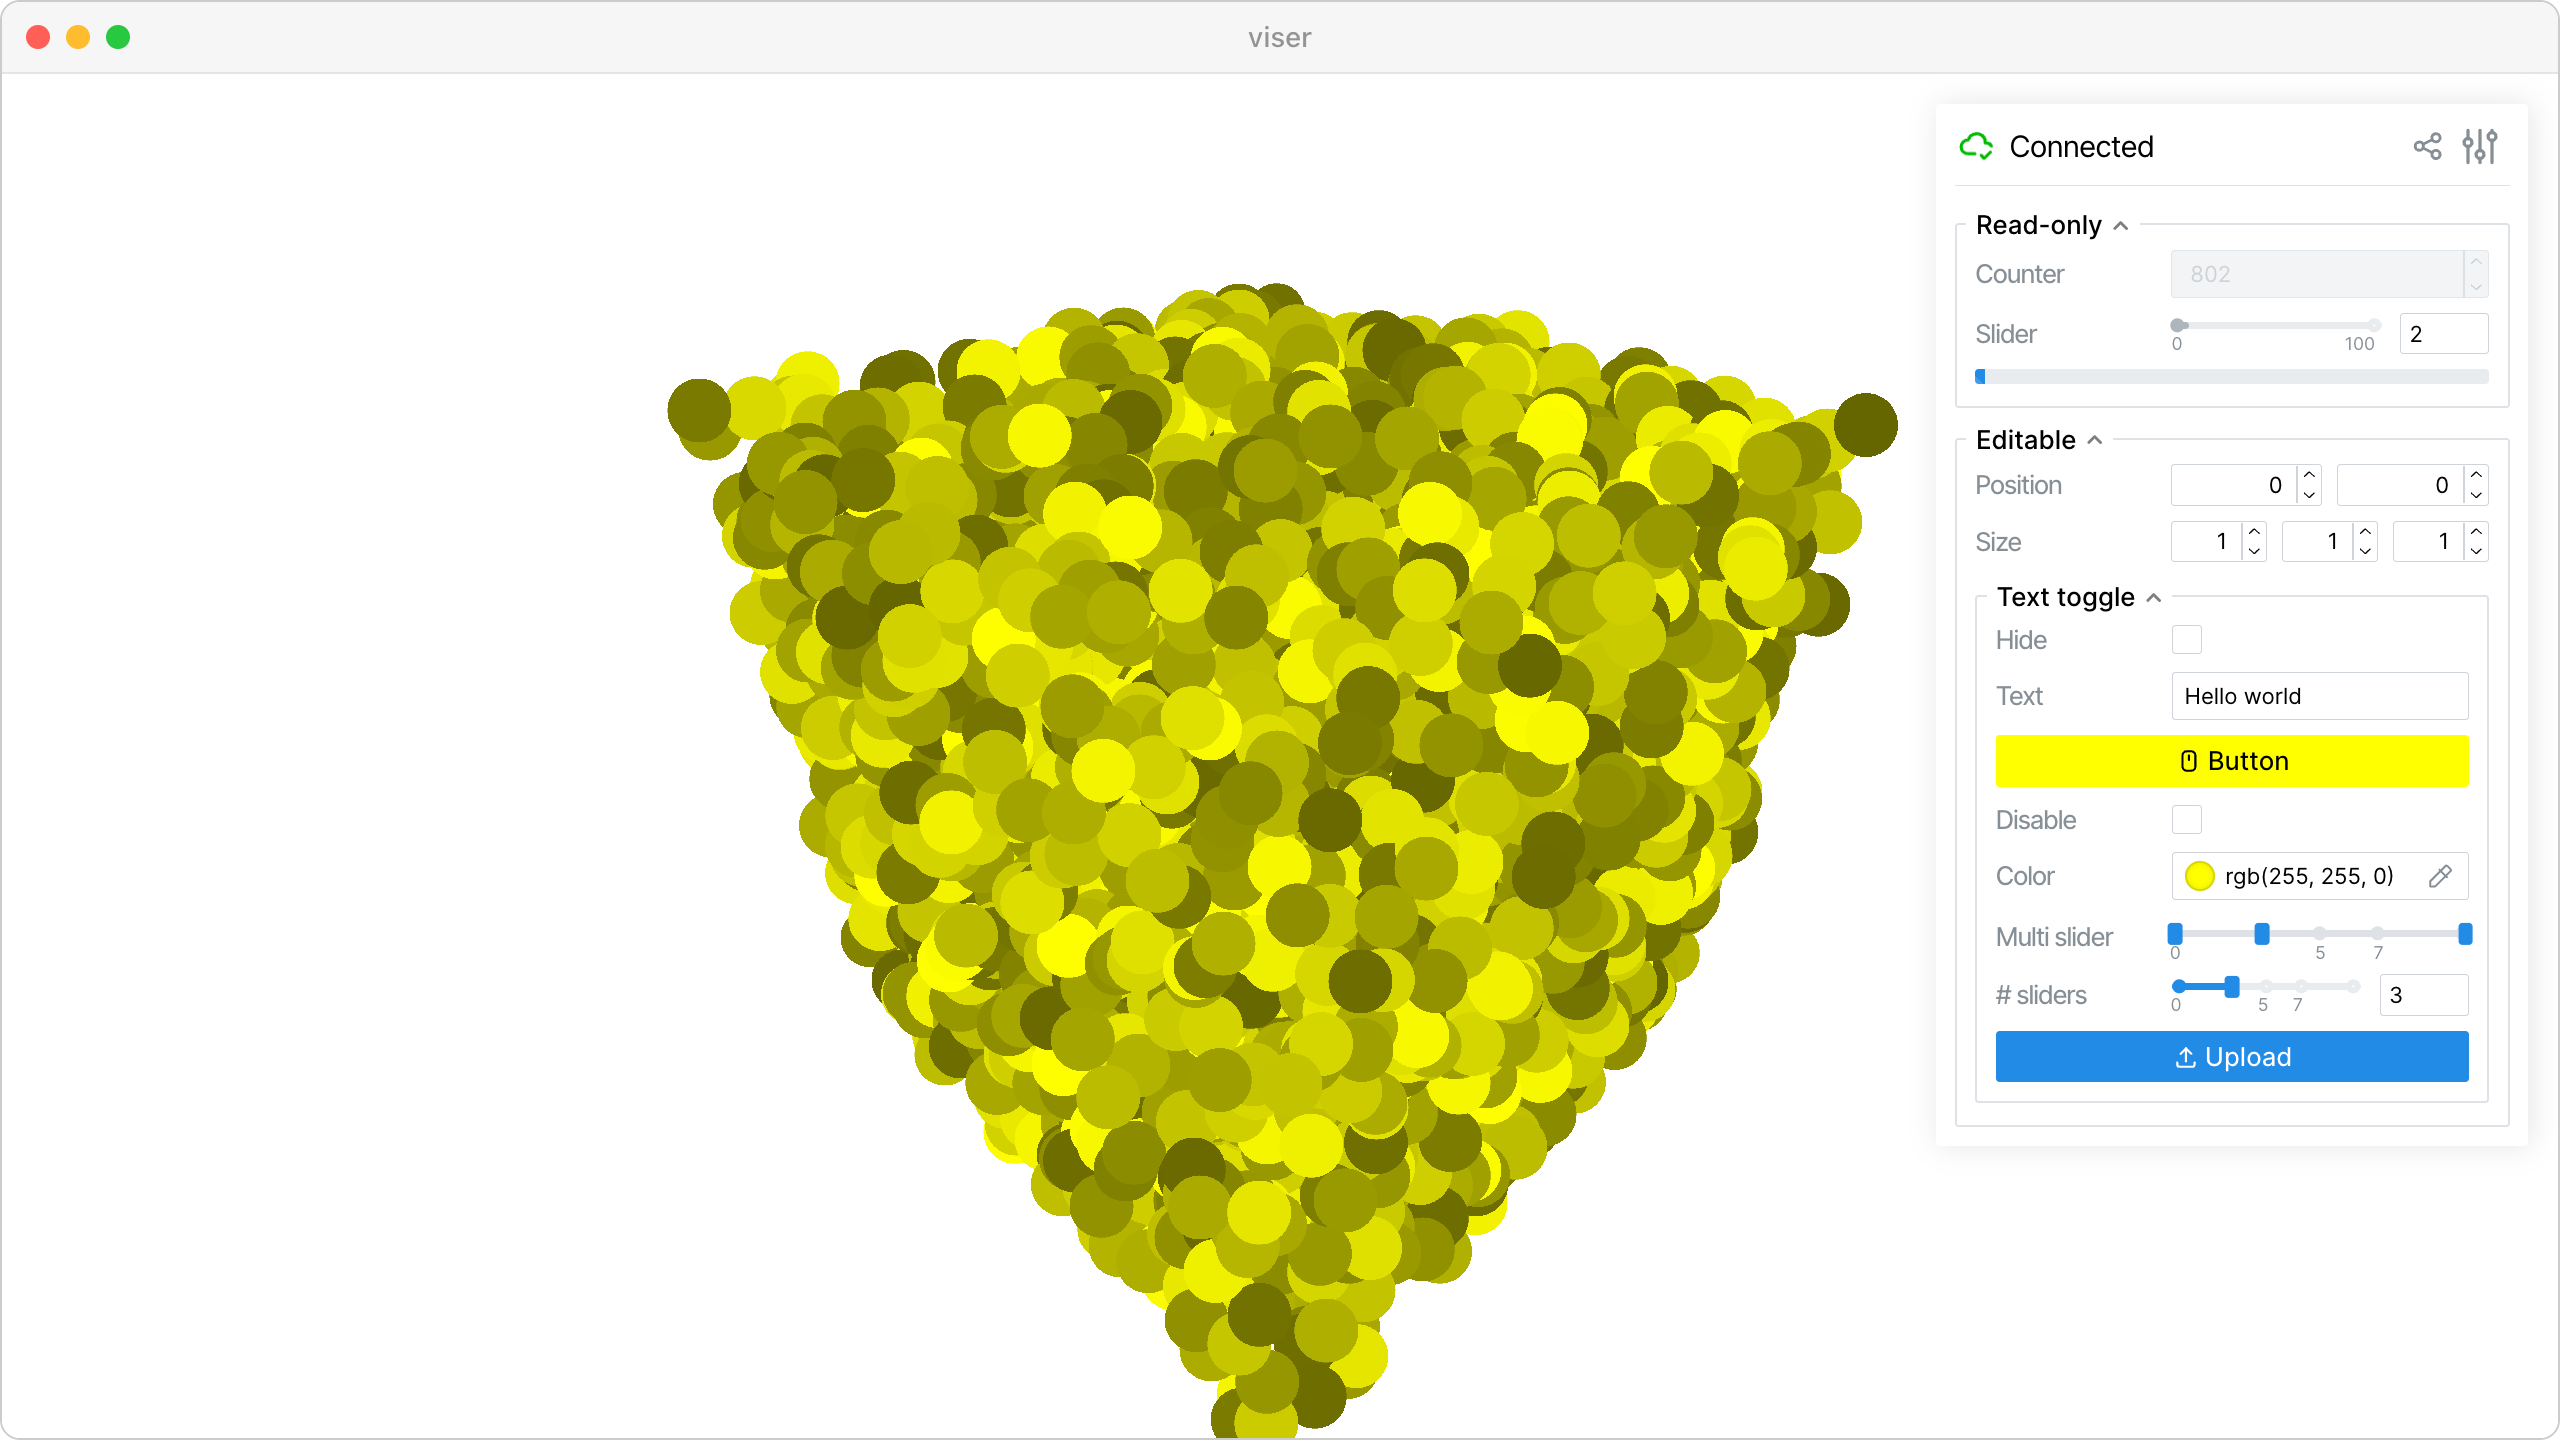 viser
Connected
Read-only
Counter 802
Slider 0 100 2
Editable
Position 0 0
Size 1 1 1
Text toggle
Hide
Text Hello world
Button
Disable
Color rgb(255, 255, 0)
Multi slider 0 5 7
# sliders 0 5 7 3
Upload